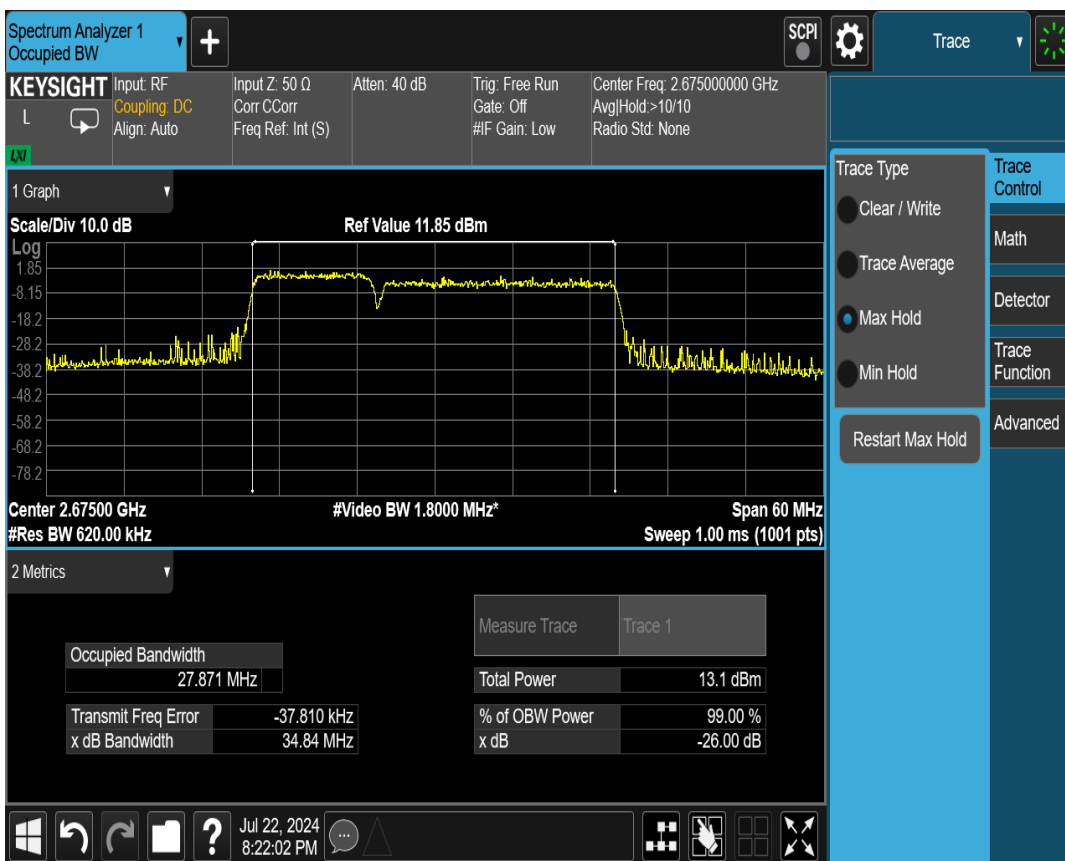 Spectrum Analyzer 1
Occupied BW
SCPI
Trace
KEYSIGHT
L
LXI
Input: RF
Coupling: DC
Align: Auto
Input Z: 50 Ω
Corr CCorr
Freq Ref: Int (S)
Atten: 40 dB
Trig: Free Run
Gate: Off
#IF Gain: Low
Center Freq: 2.675000000 GHz
Avg|Hold:>10/10
Radio Std: None
1 Graph
Scale/Div 10.0 dB
Ref Value 11.85 dBm
Log
1.85
-8.15
-18.2
-28.2
-38.2
-48.2
-58.2
-68.2
-78.2
Center 2.67500 GHz
#Video BW 1.8000 MHz*
Span 60 MHz
#Res BW 620.00 kHz
Sweep 1.00 ms (1001 pts)
2 Metrics
Measure Trace Trace 1
Occupied Bandwidth
27.871 MHz
Total Power 13.1 dBm
Transmit Freq Error -37.810 kHz
% of OBW Power 99.00 %
x dB Bandwidth 34.84 MHz
x dB -26.00 dB
Trace Type
Clear / Write
Trace Average
Max Hold
Min Hold
Restart Max Hold
Trace
Control
Math
Detector
Trace
Function
Advanced
?
Jul 22, 2024
8:22:02 PM